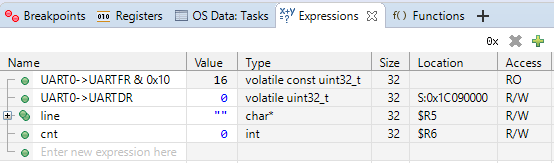 Breakpoints Registers OS Data: Tasks x+y =? Expressions f() Functions
0x
Name Value Type Size Location Access
UART0->UARTFR & 0x10 16 volatile const uint32_t 32 RO
UART0->UARTDR 0 volatile uint32_t 32 S:0x1C090000 R/W
line "" char* 32 $R5 R/W
cnt 0 int 32 $R6 R/W
Enter new expression here